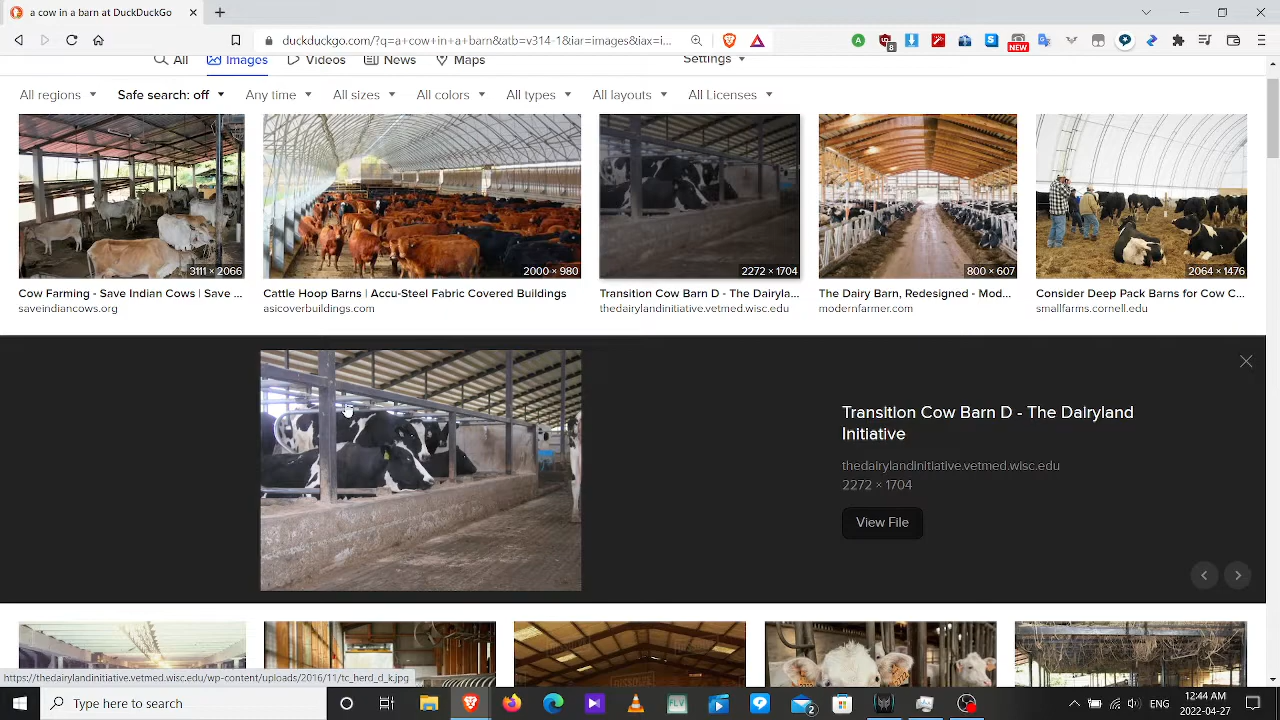 a cow in a barn at DuckDuckGo
duckduckgo.com/?q=a+cow+in+a+barn&atb=v314-1&iar=images&iax=i...
8
NEW
All
Images
Videos
News
Maps
Settings
All regions
Safe search: off
Any time
All sizes
All colors
All types
All layouts
All Licenses
3111 × 2066
2000 × 980
2272 × 1704
800 × 607
2064 × 1476
Cow Farming - Save Indian Cows | Save ...
Cattle Hoop Barns | Accu-Steel Fabric Covered Buildings
Transition Cow Barn D - The Dairyla...
The Dairy Barn, Redesigned - Mod...
Consider Deep Pack Barns for Cow C...
saveindiancows.org
asicoverbuildings.com
thedairylandinitiative.vetmed.wisc.edu
modernfarmer.com
smallfarms.cornell.edu
Transition Cow Barn D - The Dairyland
Initiative
thedairylandinitiative.vetmed.wisc.edu
2272 × 1704
View File
https://thedairylandinitiative.vetmed.wisc.edu/wp-content/uploads/2016/11/tc_herd_d_k.jpg
Type here to search
FLV
2
ENG
12:44 AM
2022-04-27